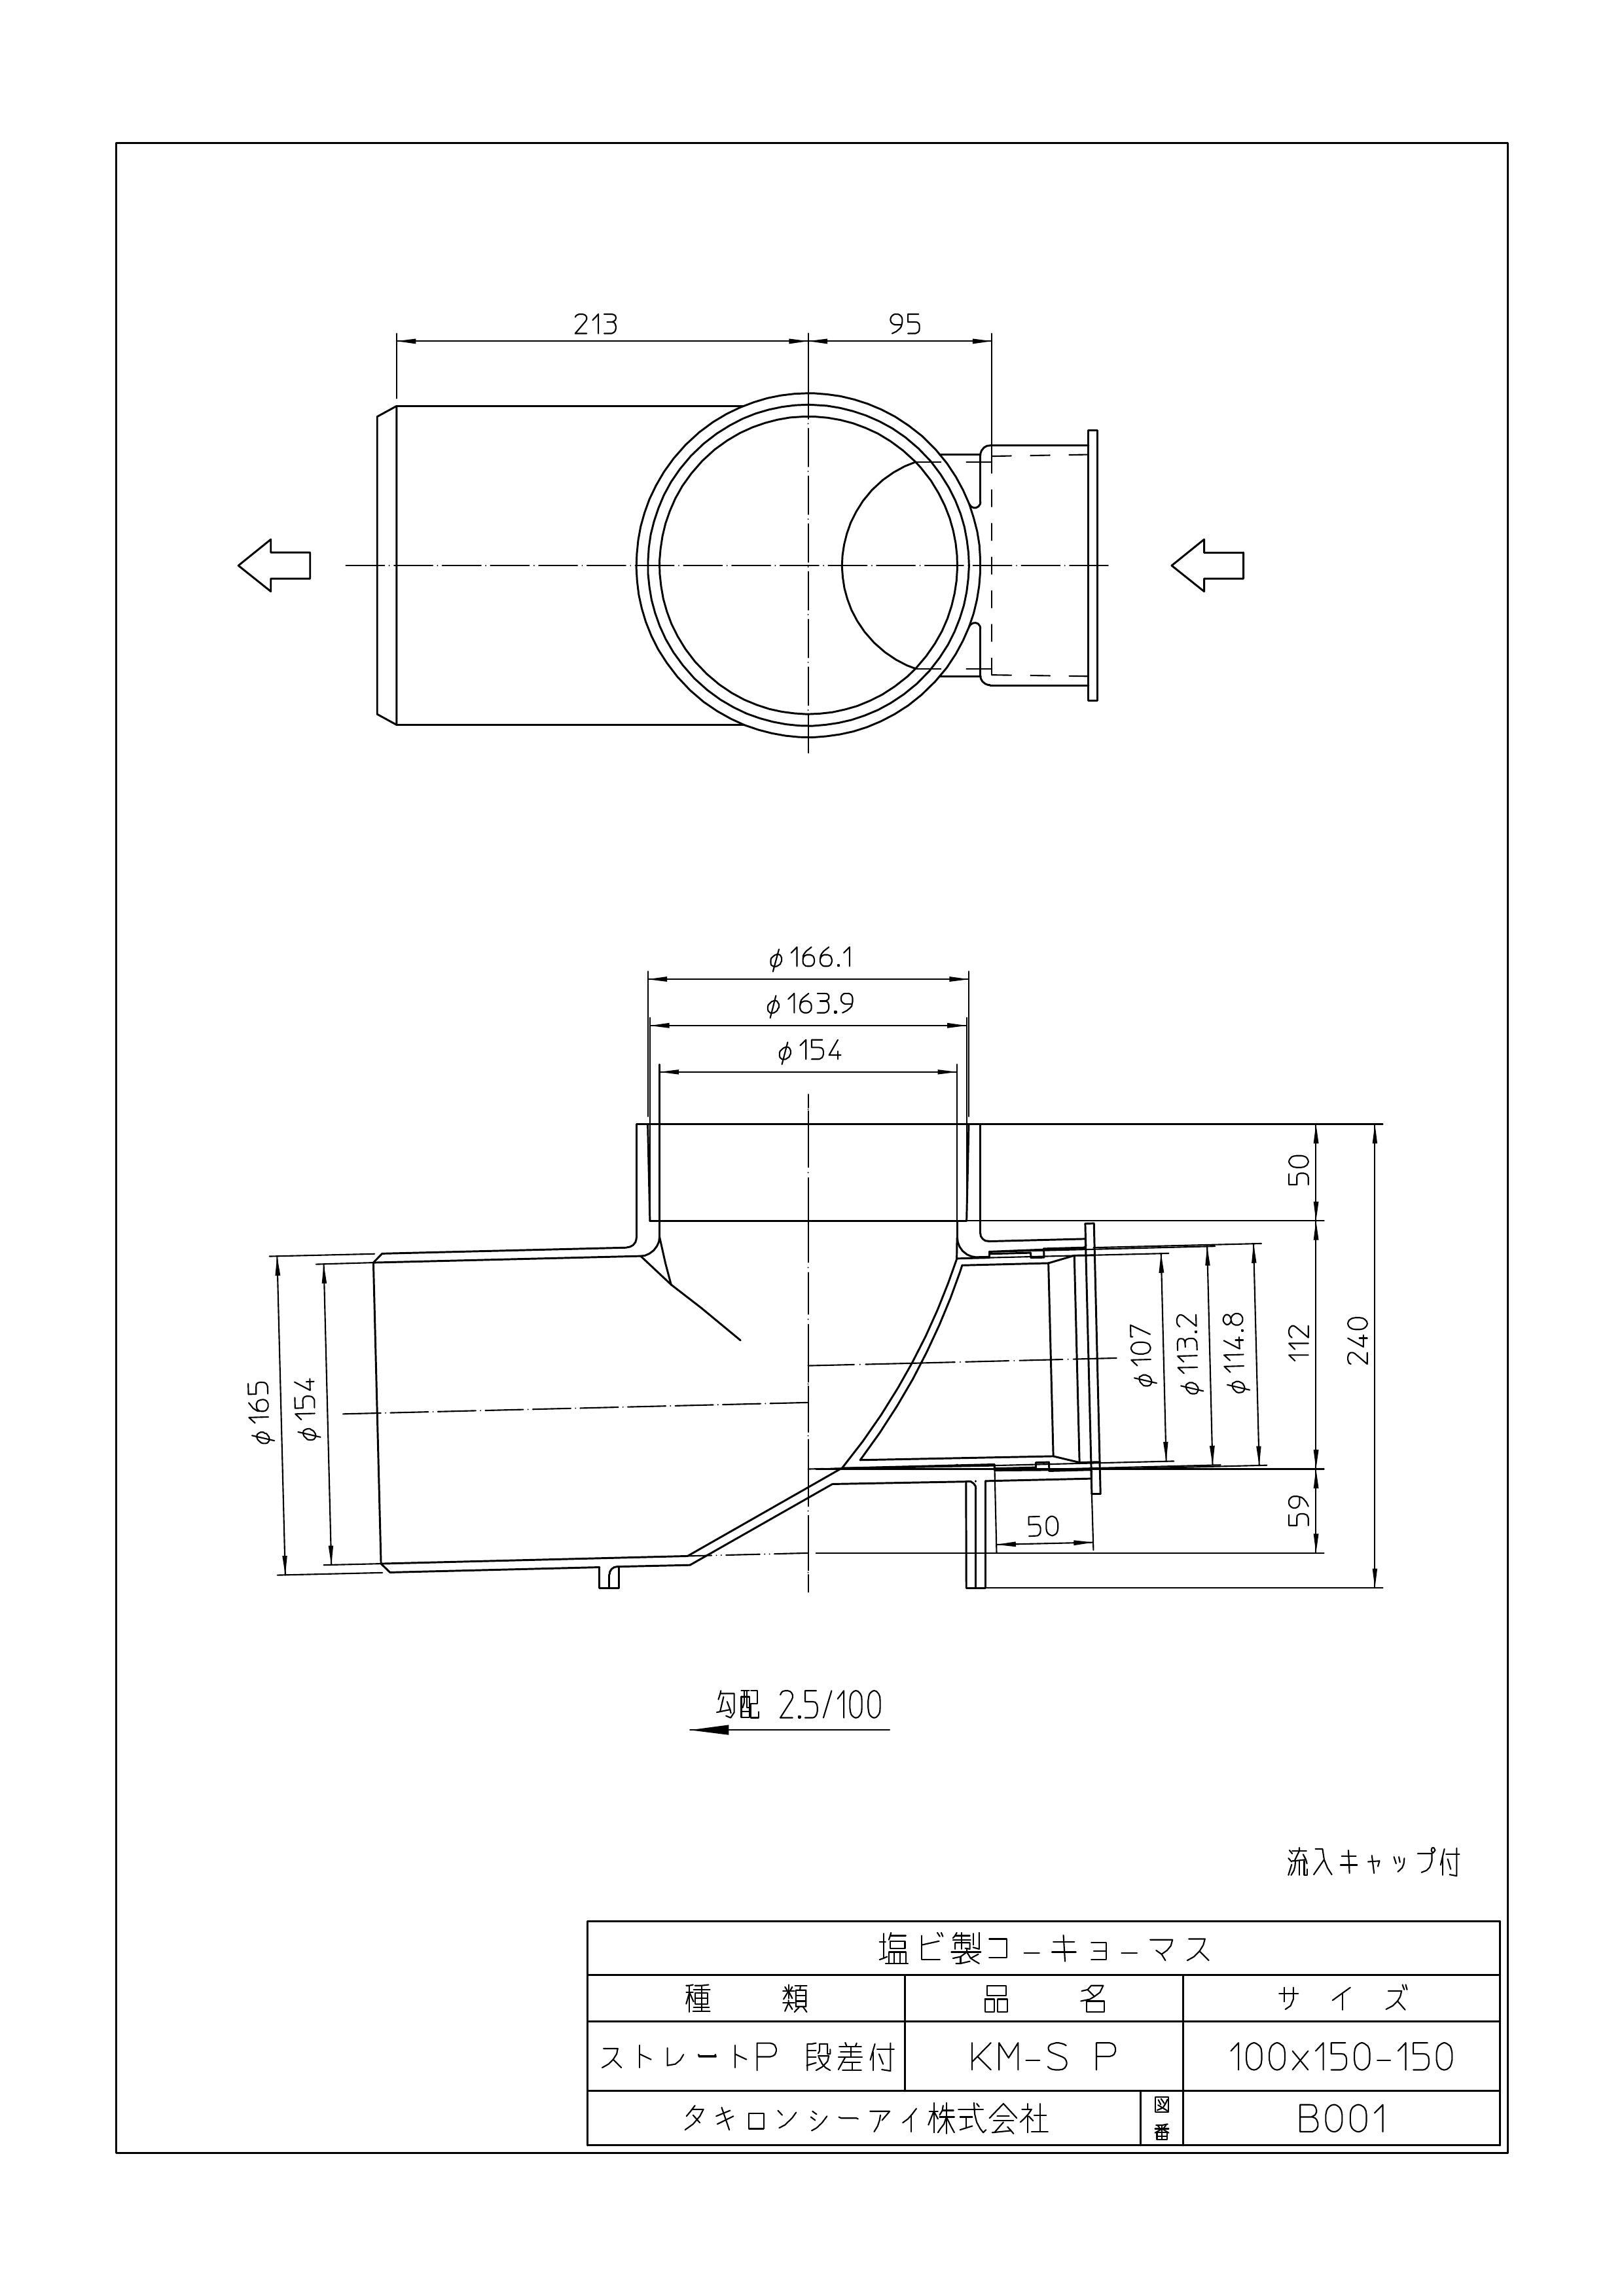 213
95
φ166.1
φ163.9
φ154
50
112
240
59
φ107
φ113.2
φ114.8
φ165
φ154
50
勾配 2.5/100
流入キャップ付
塩ビ製コーキョーマス
種 類 品 名 サ イ ズ
ストレートP 段差付 KM-S P 100x150-150
タキロンシーアイ株式会社 図番 B001